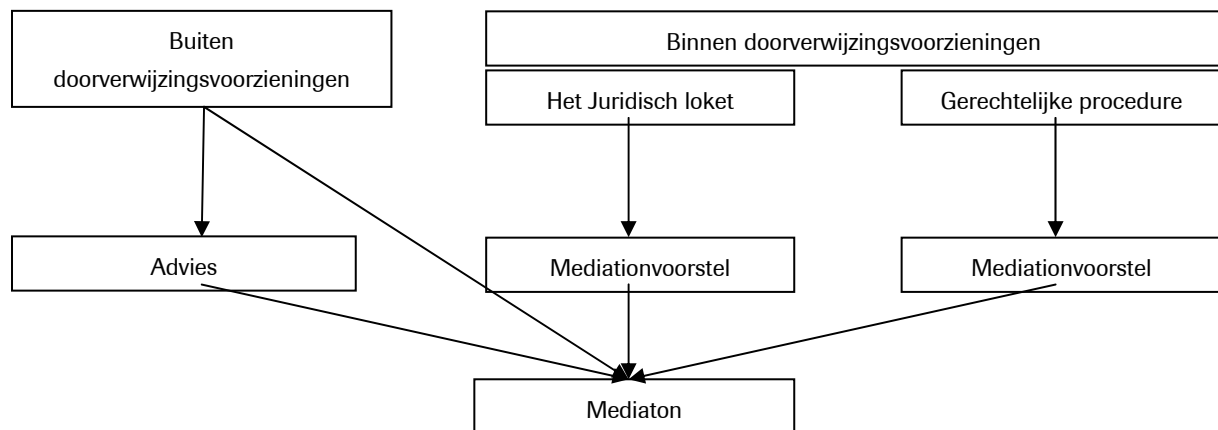 Buiten
doorverwijzingsvoorzieningen
Binnen doorverwijzingsvoorzieningen
Het Juridisch loket
Gerechtelijke procedure
Advies
Mediationvoorstel
Mediationvoorstel
Mediaton